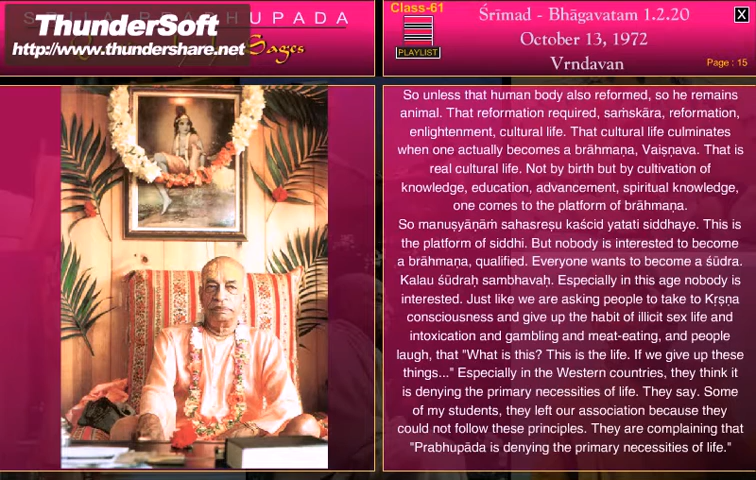 ThunderSoft
http://www.thundershare.net
HUPADA
Sages
Class-61
PLAYLIST
Śrīmad - Bhāgavatam 1.2.20
October 13, 1972
Vrndavan
X
Page : 15
So unless that human body also reformed, so he remains
animal. That reformation required, saṁskāra, reformation,
enlightenment, cultural life. That cultural life culminates
when one actually becomes a brāhmaṇa, Vaiṣṇava. That is
real cultural life. Not by birth but by cultivation of
knowledge, education, advancement, spiritual knowledge,
one comes to the platform of brāhmaṇa.
So manuṣyāṇāṁ sahasreṣu kaścid yatati siddhaye. This is
the platform of siddhi. But nobody is interested to become
a brāhmaṇa, qualified. Everyone wants to become a śūdra.
Kalau śūdraḥ sambhavaḥ. Especially in this age nobody is
interested. Just like we are asking people to take to Kṛṣṇa
consciousness and give up the habit of illicit sex life and
intoxication and gambling and meat-eating, and people
laugh, that "What is this? This is the life. If we give up these
things..." Especially in the Western countries, they think it
is denying the primary necessities of life. They say. Some
of my students, they left our association because they
could not follow these principles. They are complaining that
"Prabhupāda is denying the primary necessities of life."